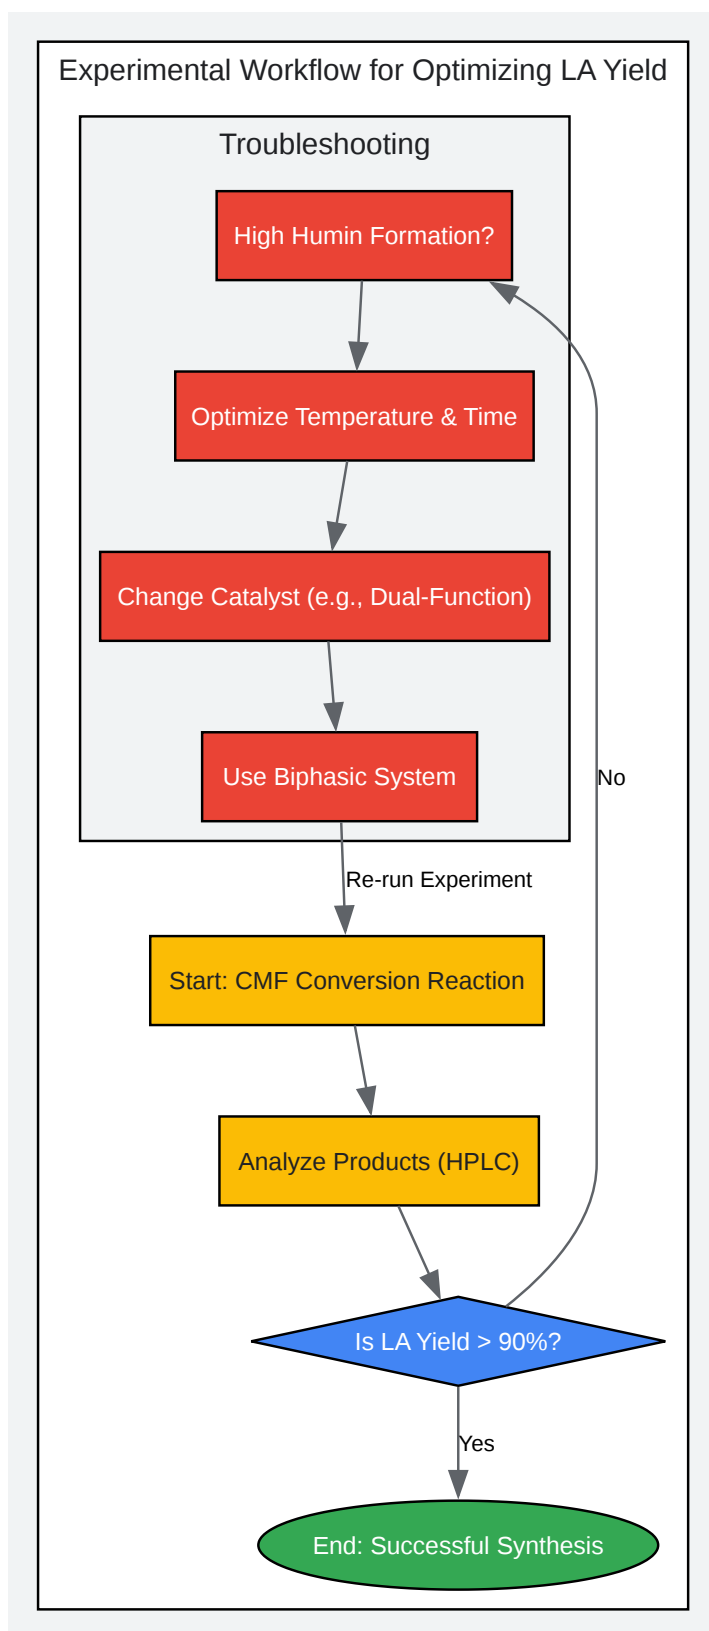 Experimental Workflow for Optimizing LA Yield
Troubleshooting
High Humin Formation?
Optimize Temperature & Time
Change Catalyst (e.g., Dual-Function)
Use Biphasic System
No
Re-run Experiment
Start: CMF Conversion Reaction
Analyze Products (HPLC)
Is LA Yield > 90%?
Yes
End: Successful Synthesis